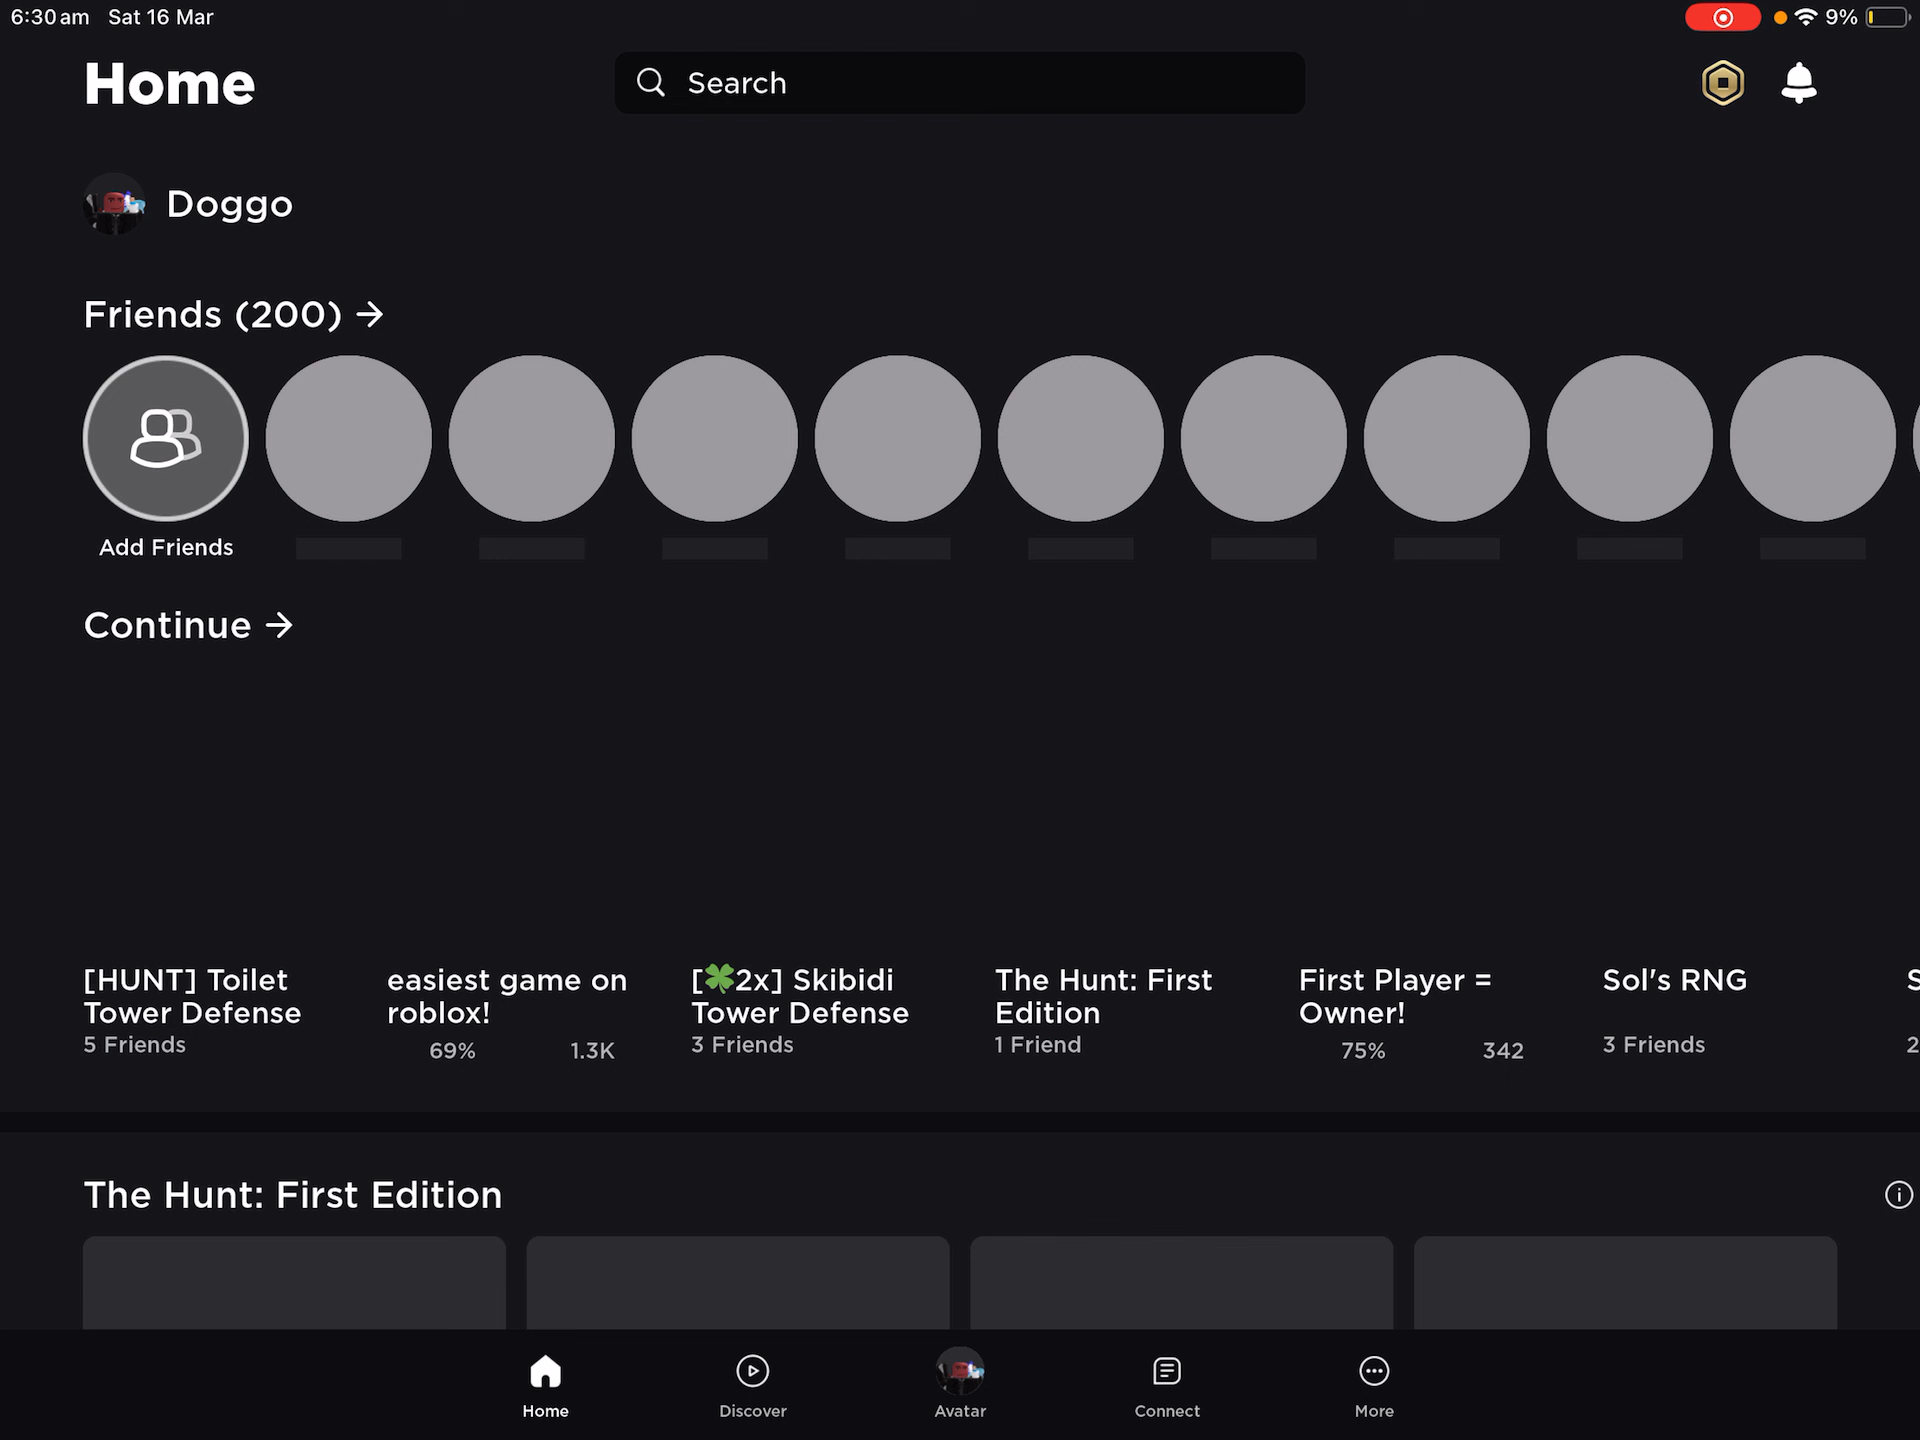 6:30 am Sat 16 Mar
9%
Home
Search
Doggo
Friends (200) →
Add Friends
Continue →
[HUNT] Toilet
Tower Defense
5 Friends
easiest game on
roblox!
69% 1.3K
[🍀2x] Skibidi
Tower Defense
3 Friends
The Hunt: First
Edition
1 Friend
First Player =
Owner!
75% 342
Sol's RNG
3 Friends
The Hunt: First Edition
Home
Discover
Avatar
Connect
More